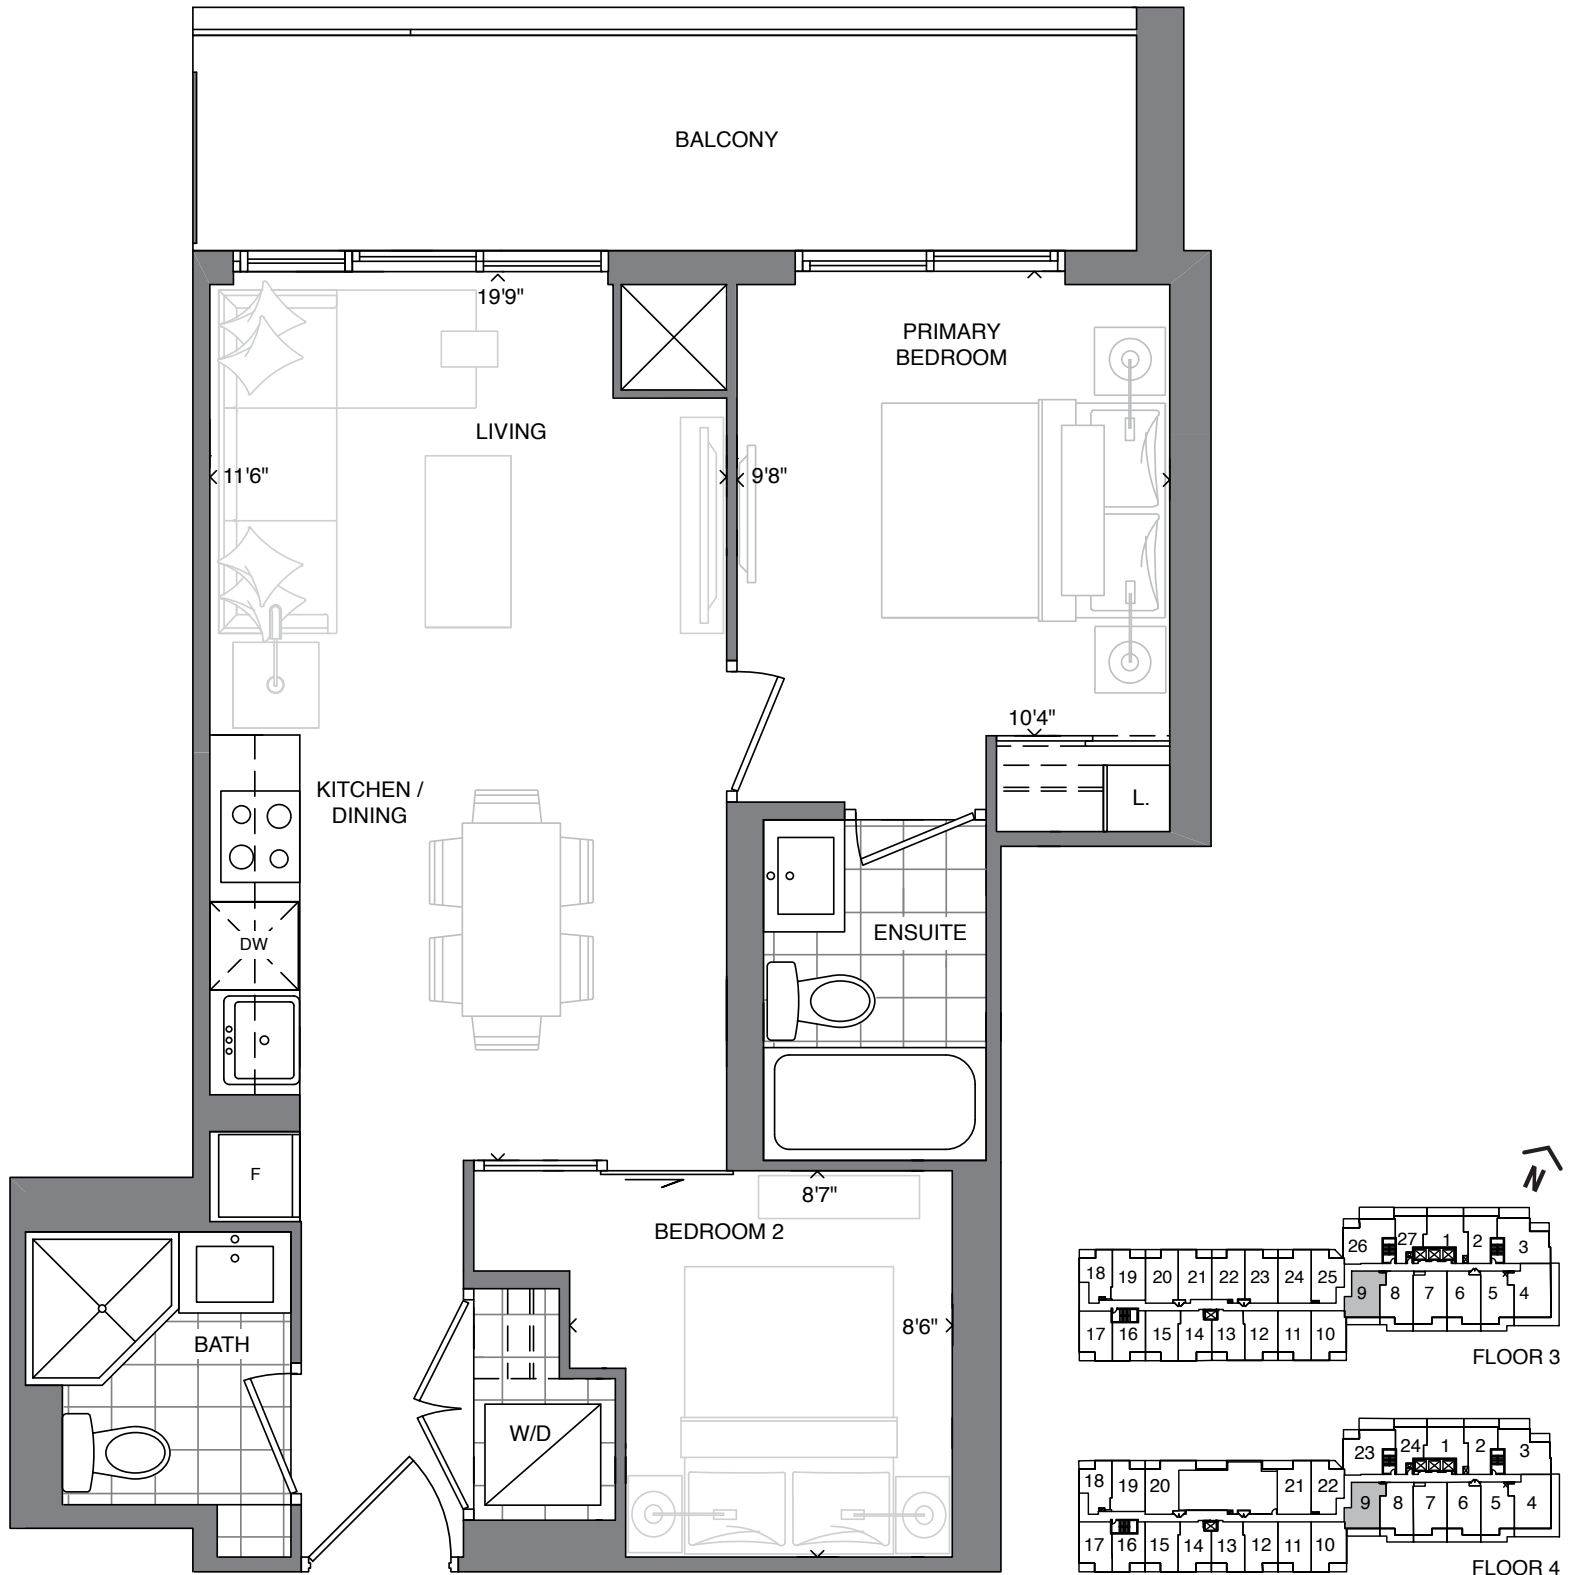 BALCONY
19'9"
PRIMARY
BEDROOM
LIVING
11'6"
9'8"
10'4"
L.
KITCHEN /
DINING
DW
ENSUITE
F
8'7"
BEDROOM 2
8'6"
BATH
W/D
N
26 27 1 2 3
18 19 20 21 22 23 24 25
9 8 7 6 5 4
17 16 15 14 13 12 11 10
FLOOR 3
23 24 1 2 3
18 19 20 21 22
9 8 7 6 5 4
17 16 15 14 13 12 11 10
FLOOR 4